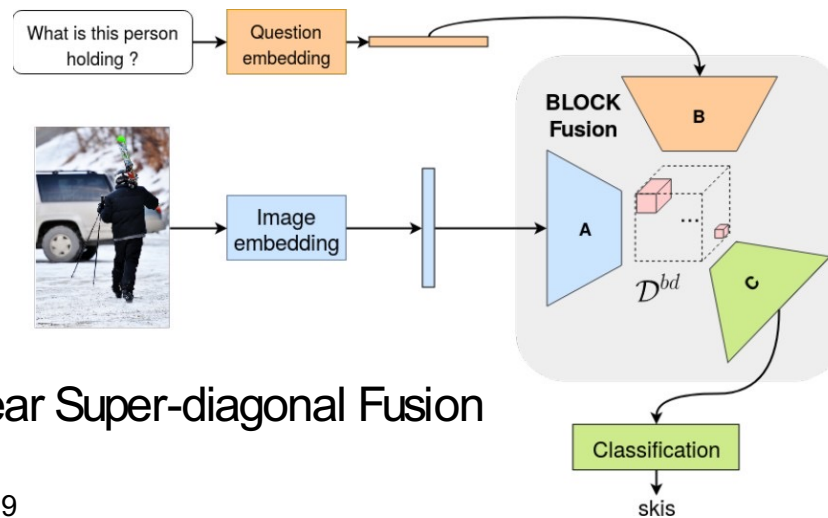 What is this person
holding ?
Question
embedding
BLOCK
Fusion
B
Image
embedding
A
...
C
𝒟^{bd}
ear Super-diagonal Fusion
Classification
9
skis